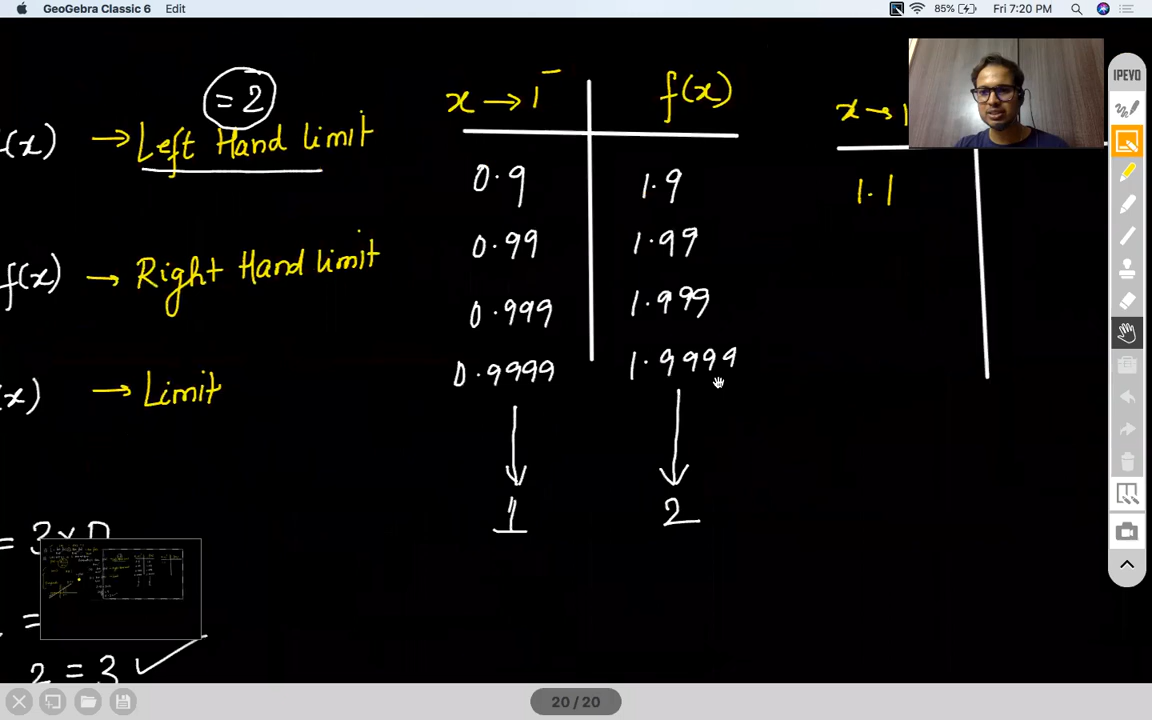 GeoGebra Classic 6 Edit 85% Fri 7:20 PM
IPEVO
= 2
(x) → Left Hand limit
f(x) → Right Hand limit
(x) → Limit
x → 1⁻ f(x)
0.9 1.9
0.99 1.99
0.999 1.999
0.9999 1.9999
1 2
x → 1
1.1
2 = 3 ✓
20 / 20